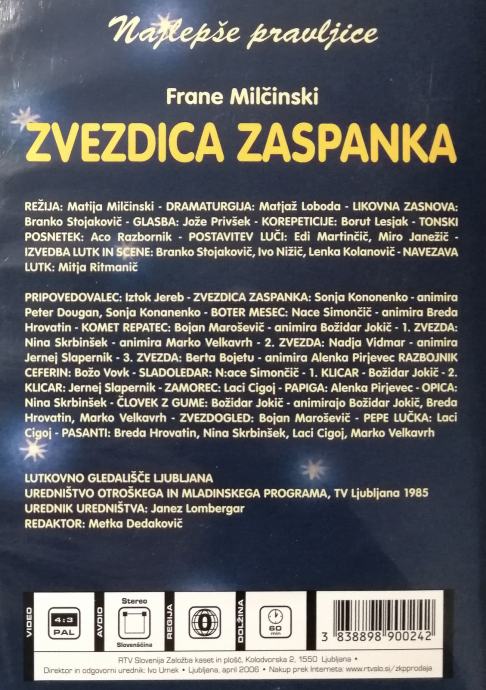 Najlepše pravljice
Frane Milčinski
ZVEZDICA ZASPANKA
REŽIJA: Matija Milčinski - DRAMATURGIJA: Matjaž Loboda - LIKOVNA ZASNOVA:
Branko Stojakovič - GLASBA: Jože Privšek - KOREPETICIJE: Borut Lesjak - TONSKI
POSNETEK: Aco Razbornik - POSTAVITEV LUČI: Edi Martinčič, Miro Janežič -
IZVEDBA LUTK IN SCENE: Branko Stojakovič, Ivo Nižić, Lenka Kolanovič - NAVEZAVA
LUTK: Mitja Ritmanič
PRIPOVEDOVALEC: Iztok Jereb - ZVEZDICA ZASPANKA: Sonja Kononenko - animira
Peter Dougan, Sonja Konanenko - BOTER MESEC: Nace Simončič - animira Breda
Hrovatin - KOMET REPATEC: Bojan Maroševič - animira Božidar Jokič - 1. ZVEZDA:
Nina Skrbinšek - animira Marko Velkavrh - 2. ZVEZDA: Nadja Vidmar - animira
Jernej Slapernik - 3. ZVEZDA: Berta Bojetu - animira Alenka Pirjevec RAZBOJNIK
CEFERIN: Božo Vovk - SLADOLEDAR: N:ace Simončič - 1. KLICAR - Božidar Jokič - 2.
KLICAR: Jernej Slapernik - ZAMOREC: Laci Cigoj - PAPIGA: Alenka Pirjevec - OPICA:
Nina Skrbinšek - ČLOVEK Z GUME: Božidar Jokič - animirajo Božidar Jokič, Breda
Hrovatin, Marko Velkavrh - ZVEZDOGLED: Bojan Maroševič - PEPE LUČKA: Laci
Cigoj - PASANTI: Breda Hrovatin, Nina Skrbinšek, Laci Cigoj, Marko Velkavrh
LUTKOVNO GLEDALIŠČE LJUBLJANA
UREDNIŠTVO OTROŠKEGA IN MLADINSKEGA PROGRAMA, TV Ljubljana 1985
UREDNIK UREDNIŠTVA: Janez Lombergar
REDAKTOR: Metka Dedakovič
VIDEO
4:3
PAL
AVDIO
Stereo
Slovenščina
REGIJA
0
DOLŽINA
60
min
3 838898 900242
RTV Slovenija Založba kaset in plošč, Kolodvorska 2, 1550 Ljubljana •
Direktor in odgovorni urednik: Ivo Umek • Ljubljana, april 2006 • Nakup prek Interneta: www.rtvslo.si/zkpprodaja